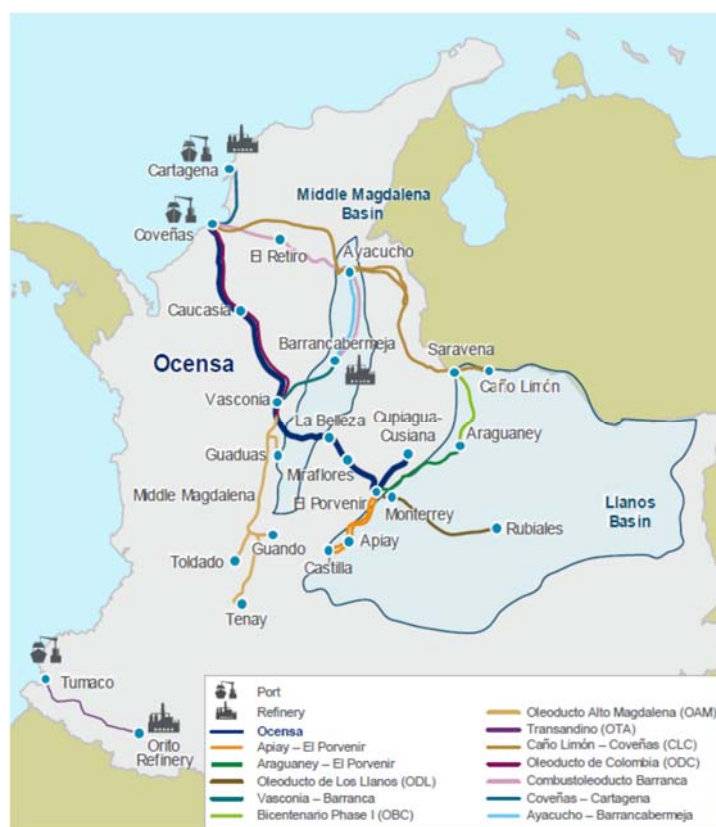 Cartagena
Middle Magdalena
Basin
Coveñas
El Retiro
Ayacucho
Caucasia
Barrancabermeja
Saravena
Ocensa
Caño Limón
Vasconia
La Belleza
Cupiagua-
Cusiana
Araguaney
Guaduas
Miraflores
Middle Magdalena
El Porvenir
Monterrey
Llanos
Basin
Rubiales
Guando
Apiay
Toldado
Castilla
Tenay
Tumaco
Orito
Refinery
Port
Refinery
Ocensa
Apiay – El Porvenir
Araguaney – El Porvenir
Oleoducto de Los Llanos (ODL)
Vasconia – Barranca
Bicentenario Phase I (OBC)
Oleoducto Alto Magdalena (OAM)
Transandino (OTA)
Caño Limón – Coveñas (CLC)
Oleoducto de Colombia (ODC)
Combustoleoducto Barranca
Coveñas – Cartagena
Ayacucho – Barrancabermeja